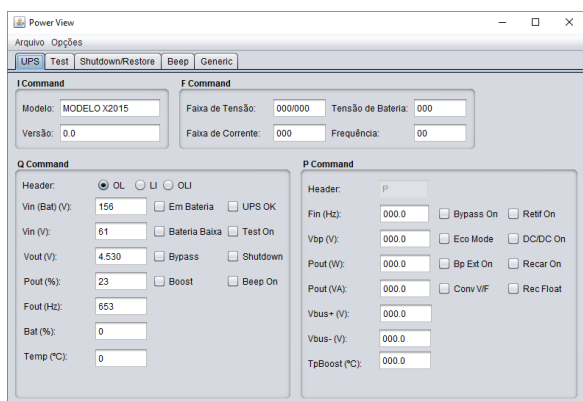 Power View
Arquivo Opções
UPS Test Shutdown/Restore Beep Generic
I Command
Modelo: MODELO X2015
Versão: 0.0
F Command
Faixa de Tensão: 000/000 Tensão de Bateria: 000
Faixa de Corrente: 000 Frequência: 00
Q Command
Header: OL LI OLI
Vin (Bat) (V): 156 Em Bateria UPS OK
Vin (V): 61 Bateria Baixa Test On
Vout (V): 4.530 Bypass Shutdown
Pout (%): 23 Boost Beep On
Fout (Hz): 653
Bat (%): 0
Temp (ºC): 0
P Command
Header: P
Fin (Hz): 000.0 Bypass On Retif On
Vbp (V): 000.0 Eco Mode DC/DC On
Pout (W): 000.0 Bp Ext On Recar On
Pout (VA): 000.0 Conv V/F Rec Float
Vbus+ (V): 000.0
Vbus- (V): 000.0
TpBoost (ºC): 000.0